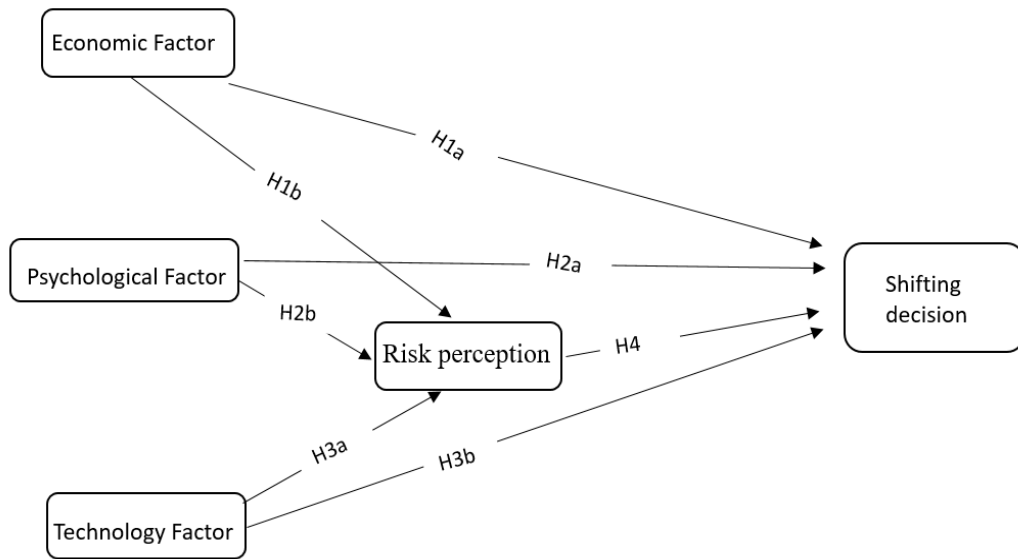 Economic Factor
H1a
H1b
Psychological Factor
H2a
H2b
Shifting
decision
Risk perception
H4
H3a
H3b
Technology Factor